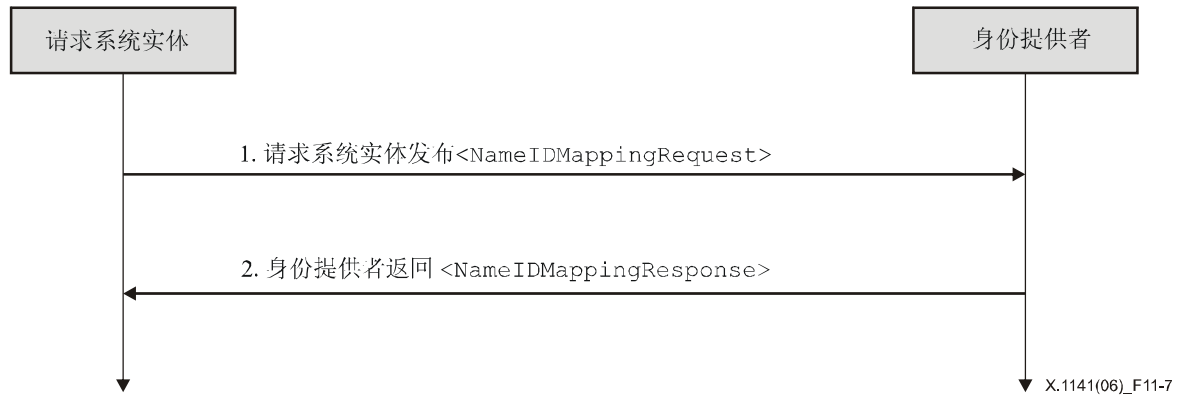 请求系统实体
身份提供者
1. 请求系统实体发布<NameIDMappingRequest>
2. 身份提供者返回 <NameIDMappingResponse>
X.1141(06)_F11-7